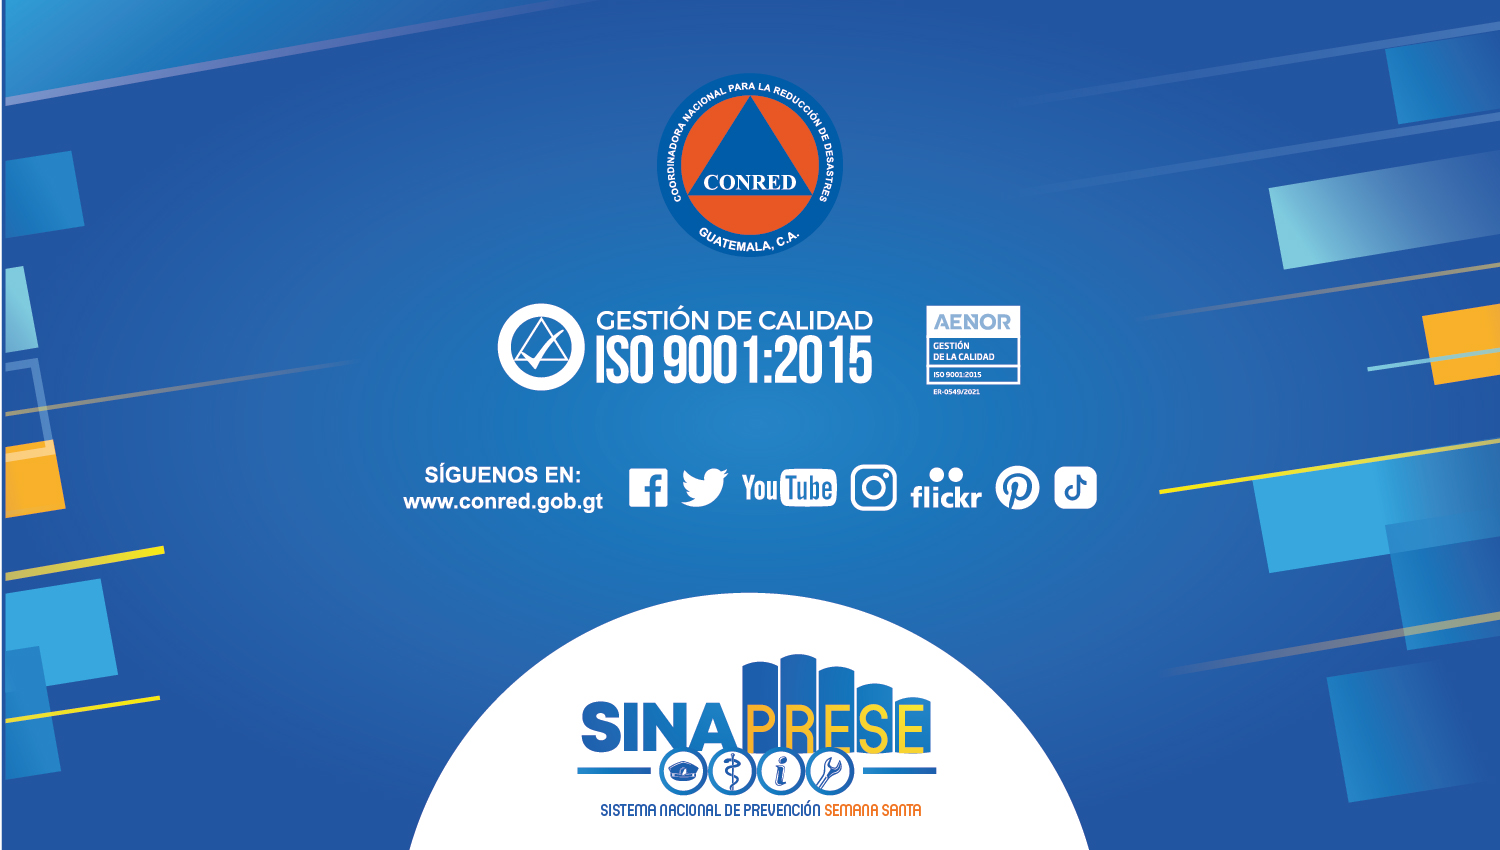 COORDINADORA NACIONAL PARA LA REDUCCIÓN DE DESASTRES
CONRED
GUATEMALA, C.A.
GESTIÓN DE CALIDAD
ISO 9001:2015
AENOR
GESTIÓN
DE LA CALIDAD
ISO 9001:2015
ER-0549/2021
SÍGUENOS EN:
www.conred.gob.gt
You Tube
flickr
SINAPRESE
SISTEMA NACIONAL DE PREVENCIÓN SEMANA SANTA